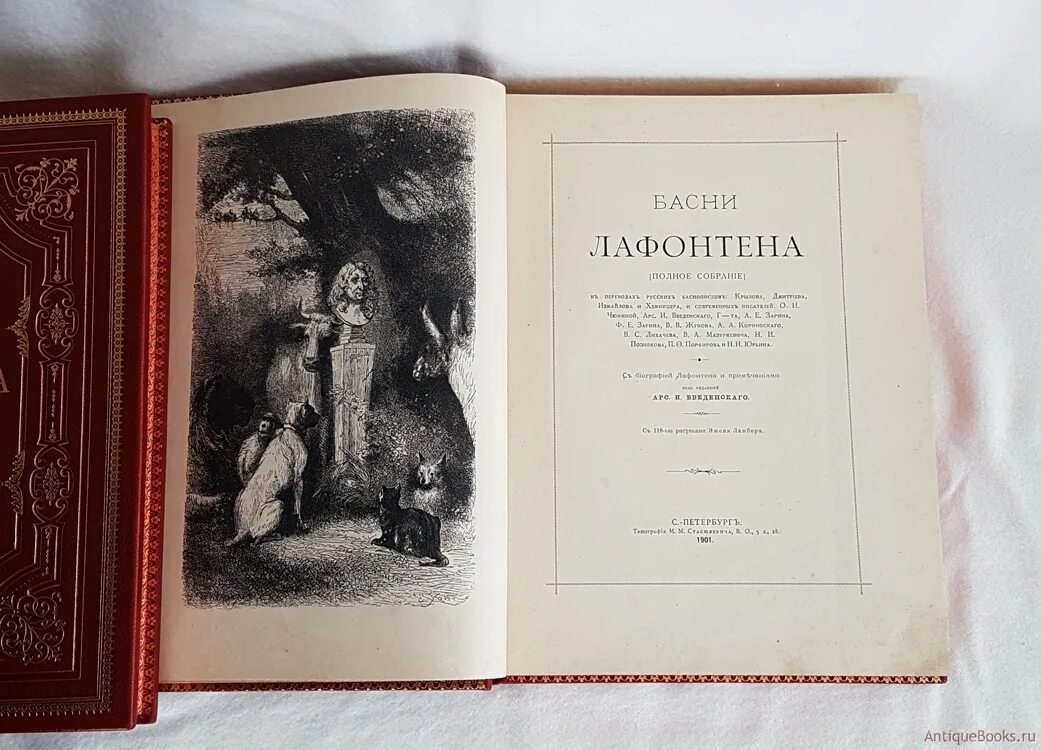 А
БАСНИ
ЛАФОНТЕНА
(ПОЛНОЕ СОБРАНІЕ)
въ переводахъ русскихъ баснописцевъ: Крылова, Дмитріева,
Измайлова и Хемницера, и современныхъ писателей: О. И.
Чюминой, Арс. И. Введенскаго, Г—та, А. Е. Зарина,
Ф. Е. Зарина, В. В. Жукова, А. А. Коринфскаго,
В. С. Лихачева, В. А. Мазуркевича, Н. И.
Познякова, П. Ѳ. Порфирова и Н. Н. Юрьина.
Съ біографіей Лафонтена и примѣчаніями
подъ редакціей
АРС. И. ВВЕДЕНСКАГО.
Съ 118-ью рисунками Эжена Ламбера.
С.-ПЕТЕРБУРГЪ.
Типографія М. М. Стасюлевича, В. О., 5 л., 28.
1901.
AntiqueBooks.ru